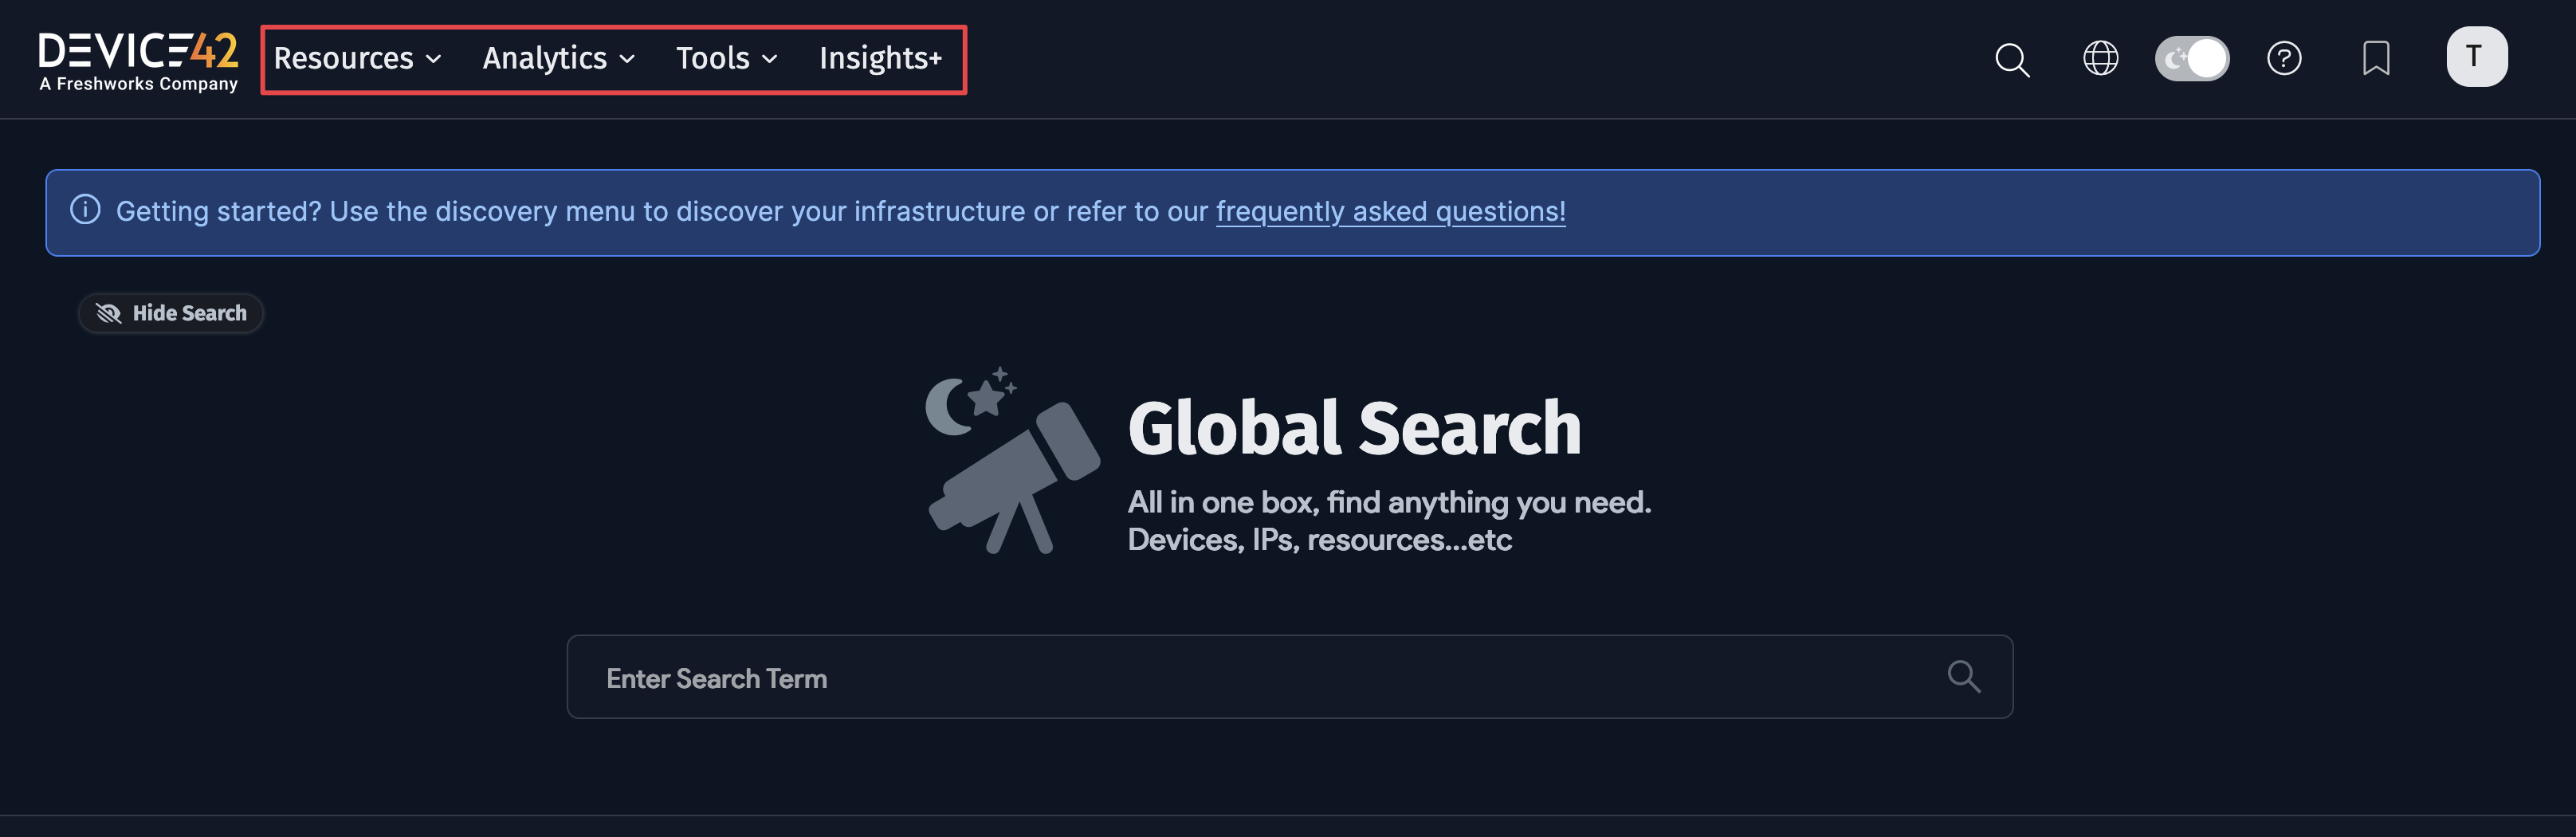 DEVICE42
A Freshworks Company
Resources Analytics Tools Insights+
T
Getting started? Use the discovery menu to discover your infrastructure or refer to our frequently asked questions!
Hide Search
Global Search
All in one box, find anything you need.
Devices, IPs, resources...etc
Enter Search Term